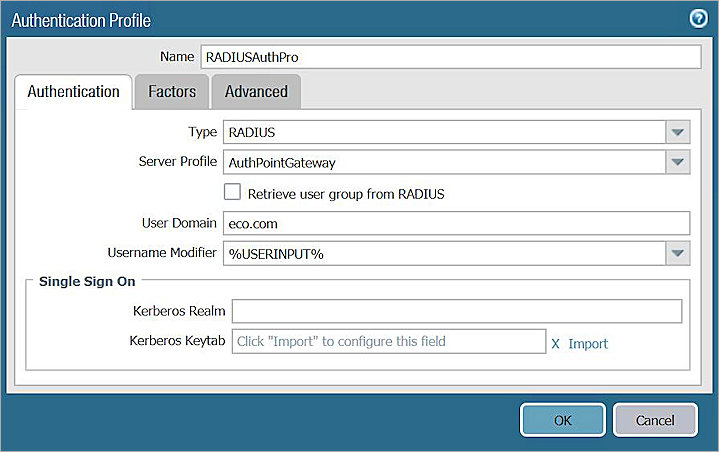 Authentication Profile
?
Name RADIUSAuthPro
Authentication Factors Advanced
Type RADIUS
Server Profile AuthPointGateway
Retrieve user group from RADIUS
User Domain eco.com
Username Modifier %USERINPUT%
Single Sign On
Kerberos Realm
Kerberos Keytab Click "Import" to configure this field X Import
OK Cancel